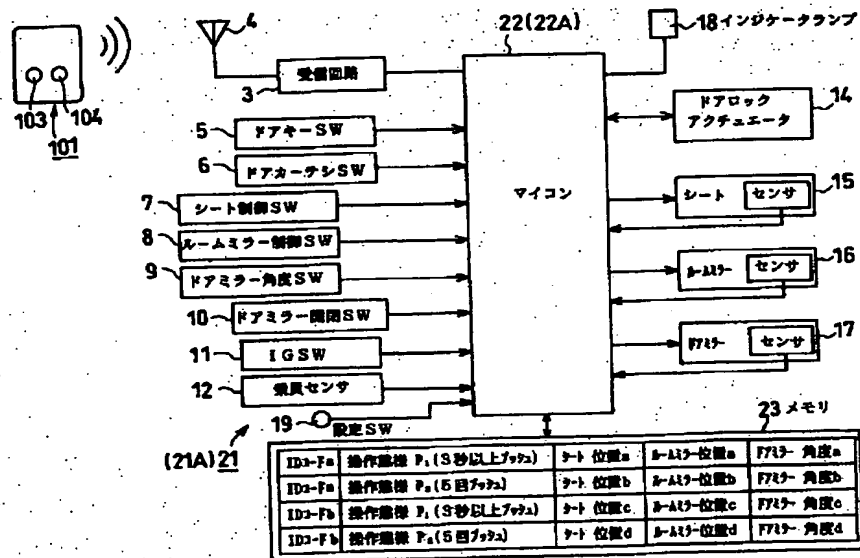 4
22(22A)
18 インジケータランプ
受信回路
3
103
104
101
ドアロック
アクチュエータ
14
5
ドアキーSW
6
ドアカーテシSW
マイコン
7
シート制御SW
シート
センサ
15
8
ルームミラー制御SW
9
ドアミラー角度SW
ルームミラー
センサ
16
10
ドアミラー開閉SW
11
IGSW
ドアミラー
センサ
17
12
乗員センサ
19
設定SW
23 メモリ
(21A) 21
IDコードa 操作態様 P₁(3秒以上プッシュ) シート 位置a ルームミラー位置a ドアミラー 角度a
IDコードa 操作態様 P₂(5回プッシュ) シート 位置b ルームミラー位置b ドアミラー 角度b
IDコードb 操作態様 P₁(3秒以上プッシュ) シート 位置c ルームミラー位置c ドアミラー 角度c
IDコードb 操作態様 P₂(5回プッシュ) シート 位置d ルームミラー位置d ドアミラー 角度d